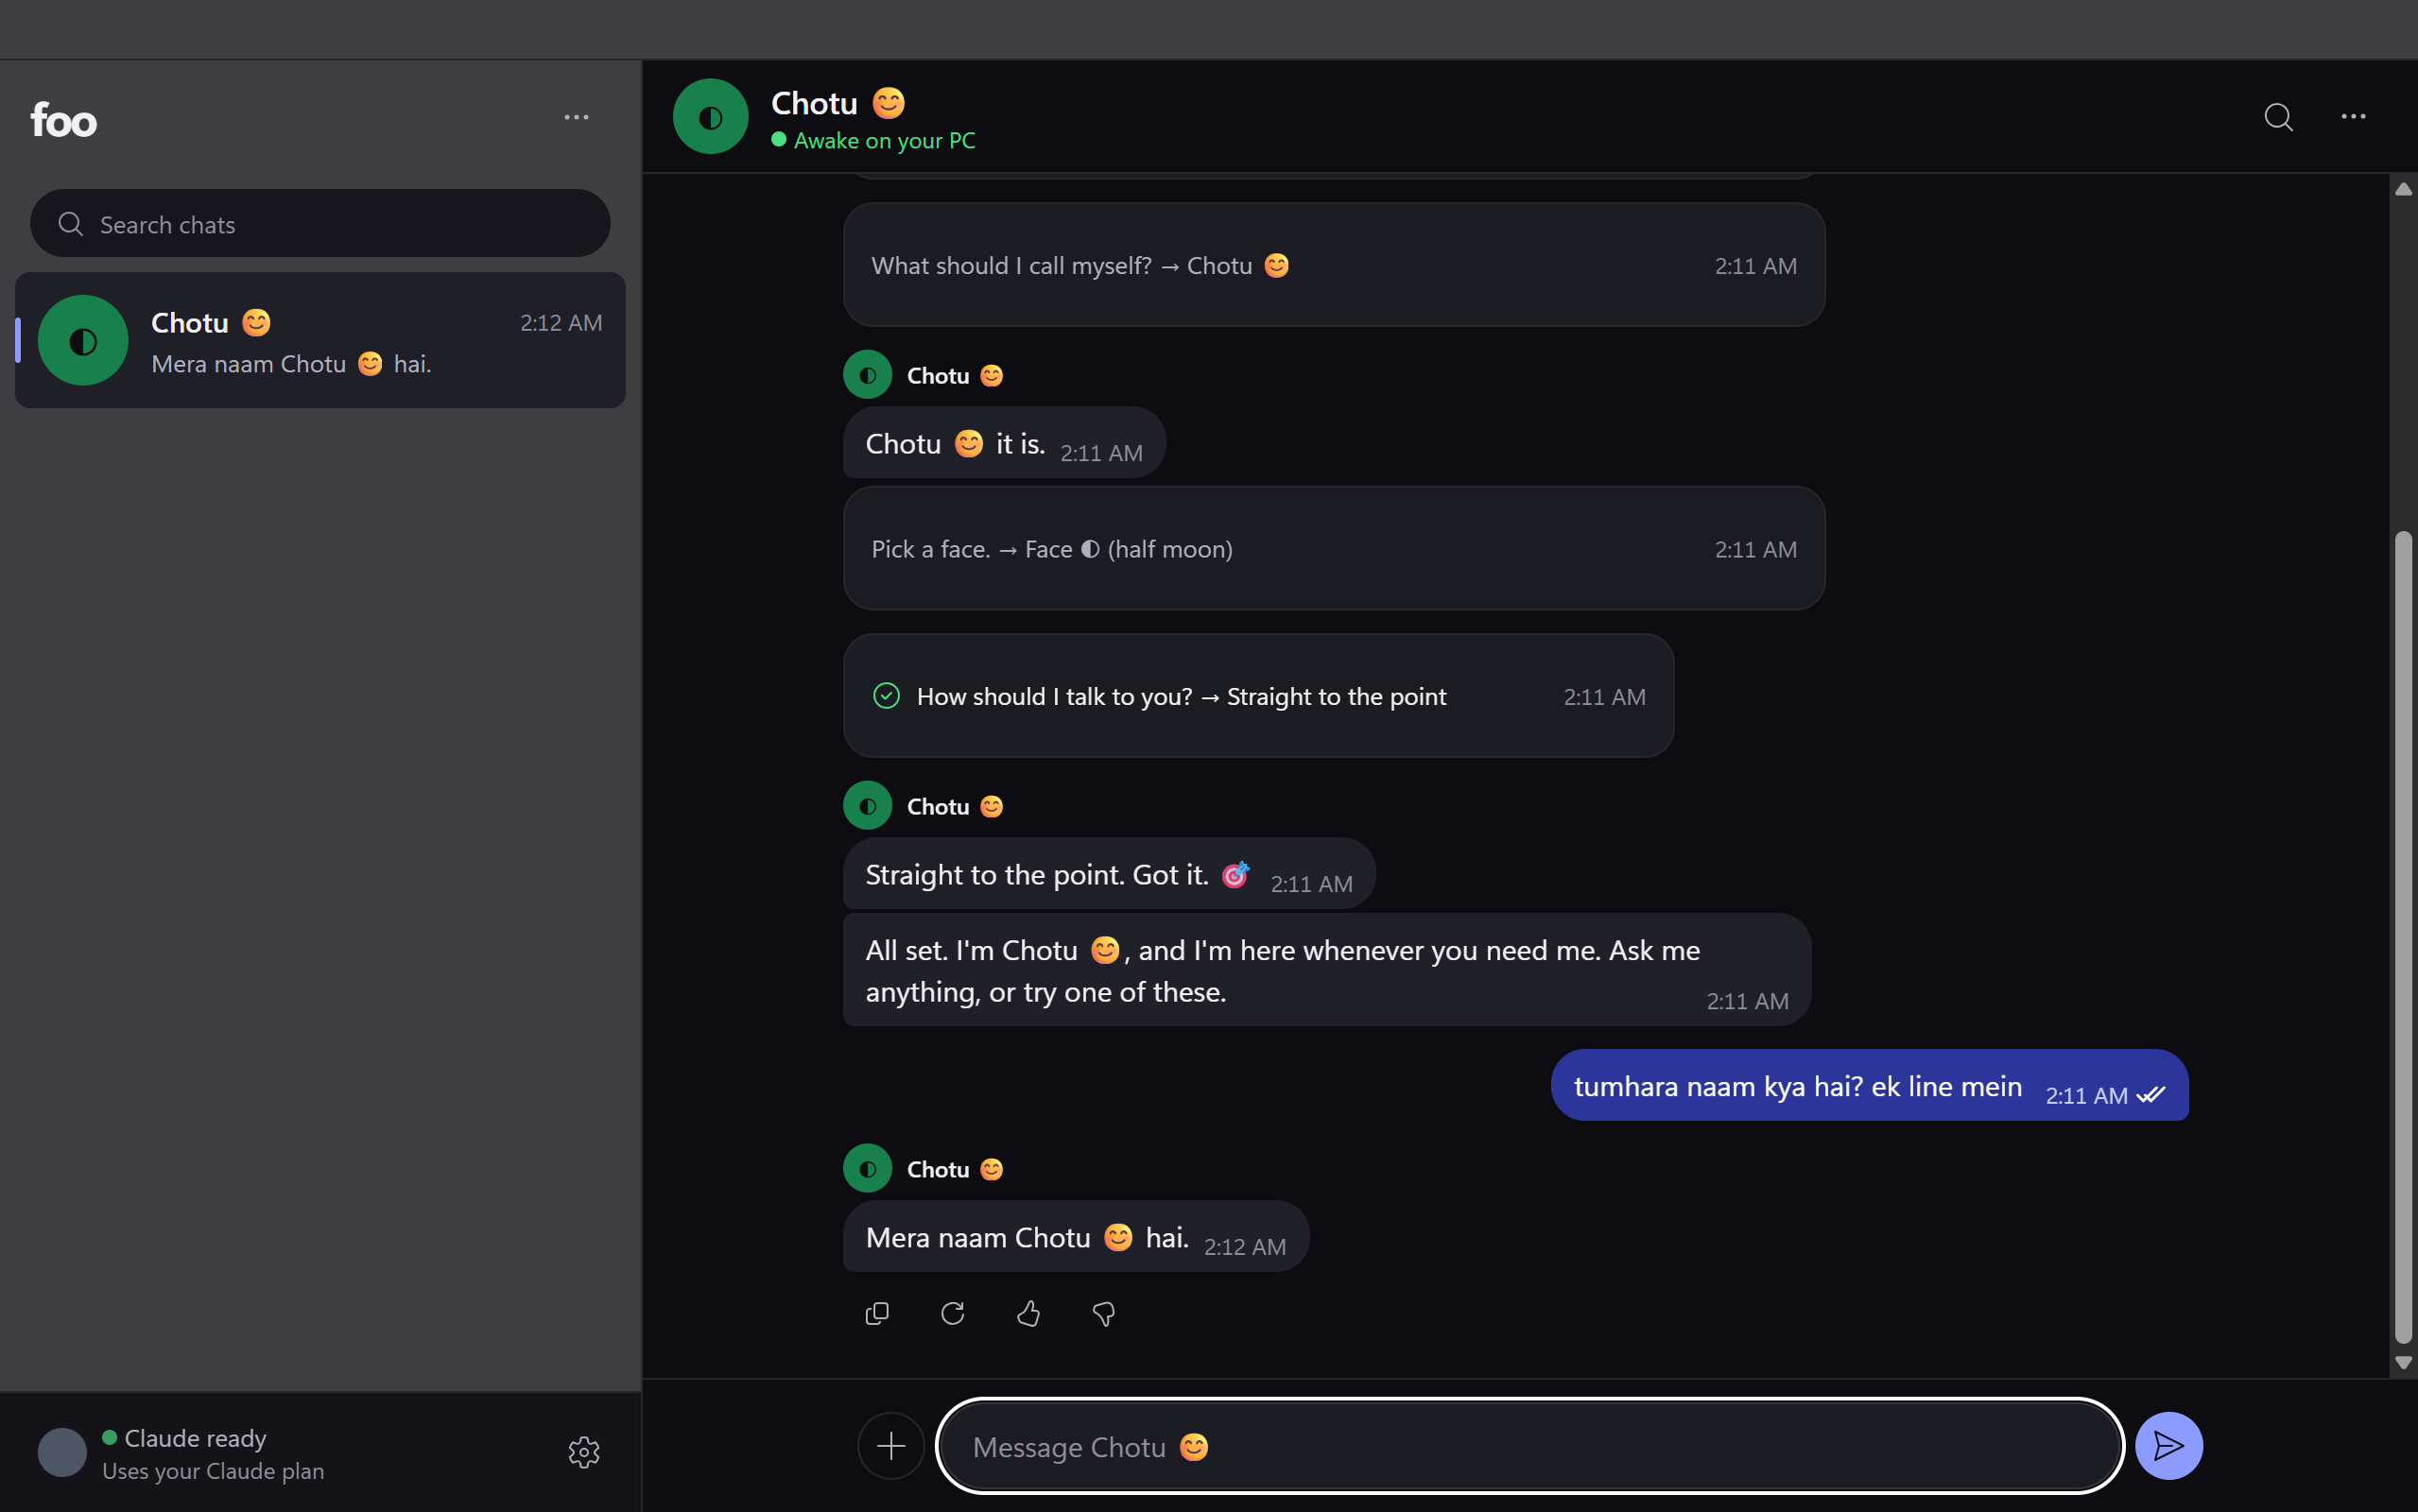 foo
Search chats
Chotu 😊 2:12 AM
Mera naam Chotu 😊 hai.
Claude ready
Uses your Claude plan
Chotu 😊
Awake on your PC
What should I call myself? → Chotu 😊 2:11 AM
Chotu 😊
Chotu 😊 it is. 2:11 AM
Pick a face. → Face ◐ (half moon) 2:11 AM
How should I talk to you? → Straight to the point 2:11 AM
Chotu 😊
Straight to the point. Got it. 🎯 2:11 AM
All set. I'm Chotu 😊, and I'm here whenever you need me. Ask me
anything, or try one of these. 2:11 AM
tumhara naam kya hai? ek line mein 2:11 AM
Chotu 😊
Mera naam Chotu 😊 hai. 2:12 AM
Message Chotu 😊